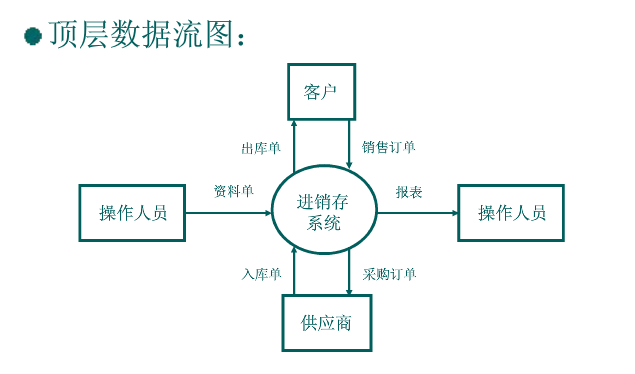 顶层数据流图：
客户
出库单
销售订单
资料单
进销存
系统
报表
操作人员
操作人员
入库单
采购订单
供应商